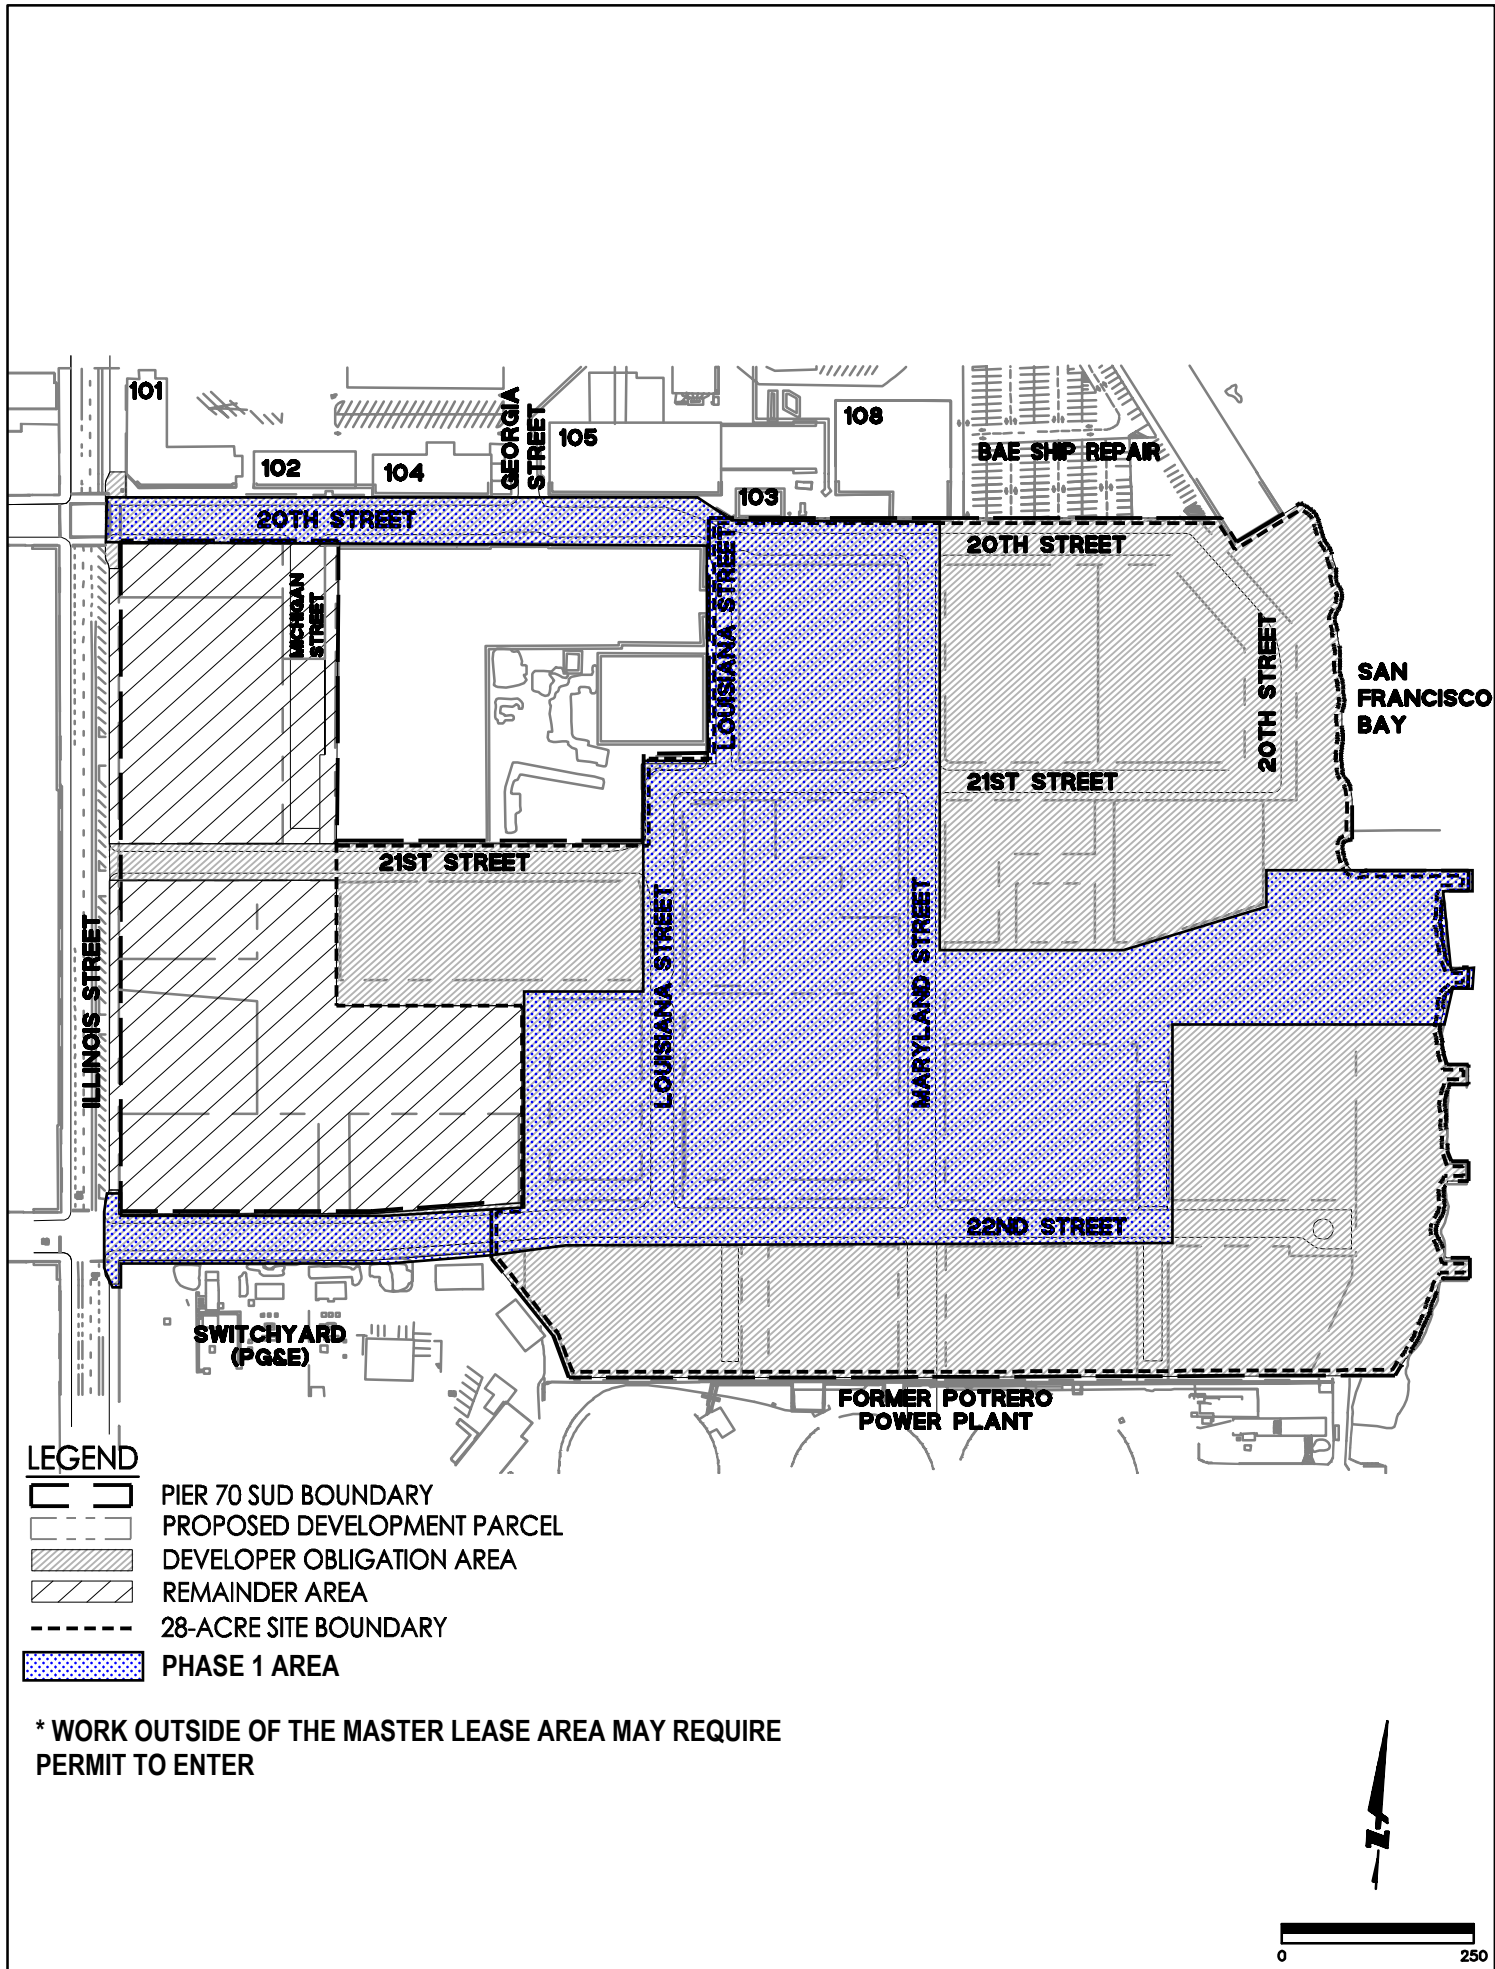 101
102
104
GEORGIA
STREET
105
103
108
BAE SHIP REPAIR
20TH STREET
20TH STREET
MICHIGAN
STREET
LOUISIANA STREET
20TH STREET
SAN
FRANCISCO
BAY
21ST STREET
21ST STREET
ILLINOIS STREET
LOUISIANA STREET
MARYLAND STREET
22ND STREET
SWITCHYARD
(PG&E)
FORMER POTRERO
POWER PLANT
LEGEND
PIER 70 SUD BOUNDARY
PROPOSED DEVELOPMENT PARCEL
DEVELOPER OBLIGATION AREA
REMAINDER AREA
28-ACRE SITE BOUNDARY
PHASE 1 AREA
* WORK OUTSIDE OF THE MASTER LEASE AREA MAY REQUIRE
PERMIT TO ENTER
Z
0 250